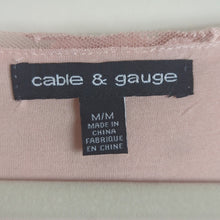 cable & gauge
M/M
MADE IN
CHINA
FABRIQUE
EN CHINE